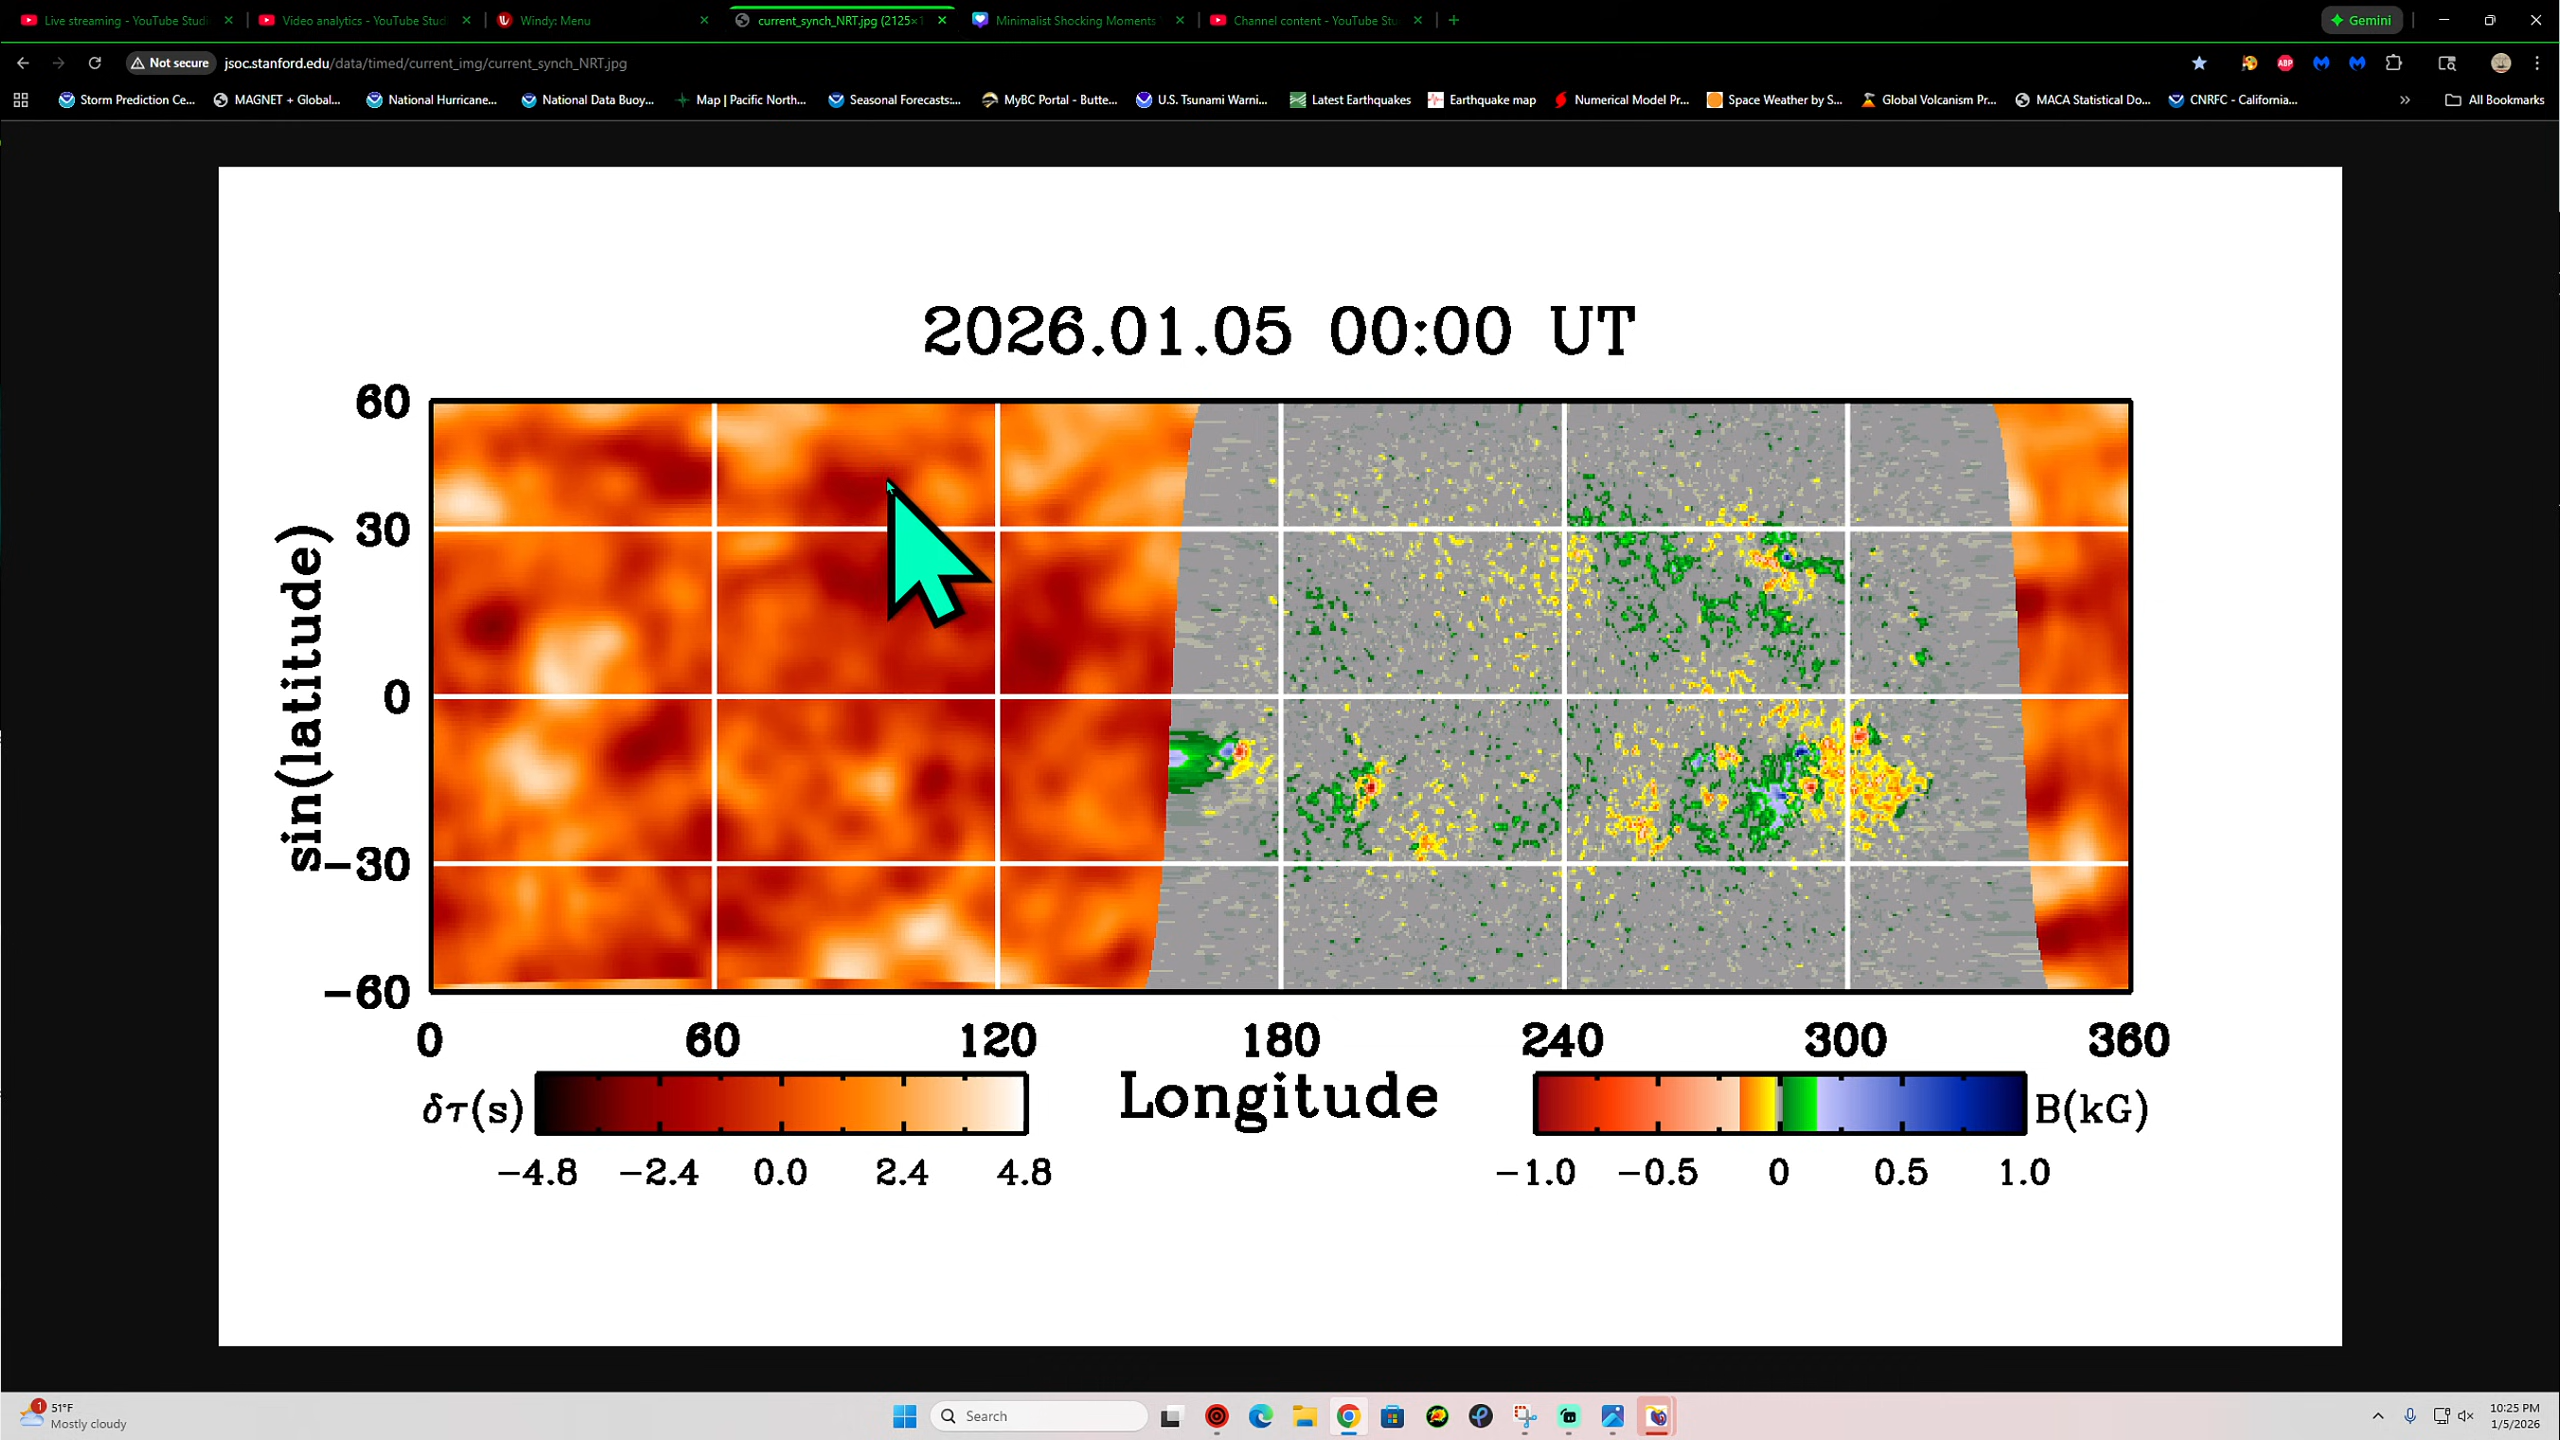 Live streaming - YouTube Studi
Video analytics - YouTube Studi
Windy: Menu
current_synch_NRT.jpg (2125×1
Minimalist Shocking Moments
Channel content - YouTube Stu
Gemini
Not secure
jsoc.stanford.edu/data/timed/current_img/current_synch_NRT.jpg
ABP
Storm Prediction Ce...
MAGNET + Global...
National Hurricane...
National Data Buoy...
Map | Pacific North...
Seasonal Forecasts:...
MyBC Portal - Butte...
U.S. Tsunami Warni...
Latest Earthquakes
Earthquake map
Numerical Model Pr...
Space Weather by S...
Global Volcanism Pr...
MACA Statistical Do...
CNRFC - California...
All Bookmarks
2026.01.05 00:00 UT
60
30
0
−30
−60
sin(latitude)
0 60 120 180 240 300 360
Longitude
δτ(s)
−4.8 −2.4 0.0 2.4 4.8
B(kG)
−1.0 −0.5 0 0.5 1.0
1
51°F
Mostly cloudy
Search
10:25 PM
1/5/2026